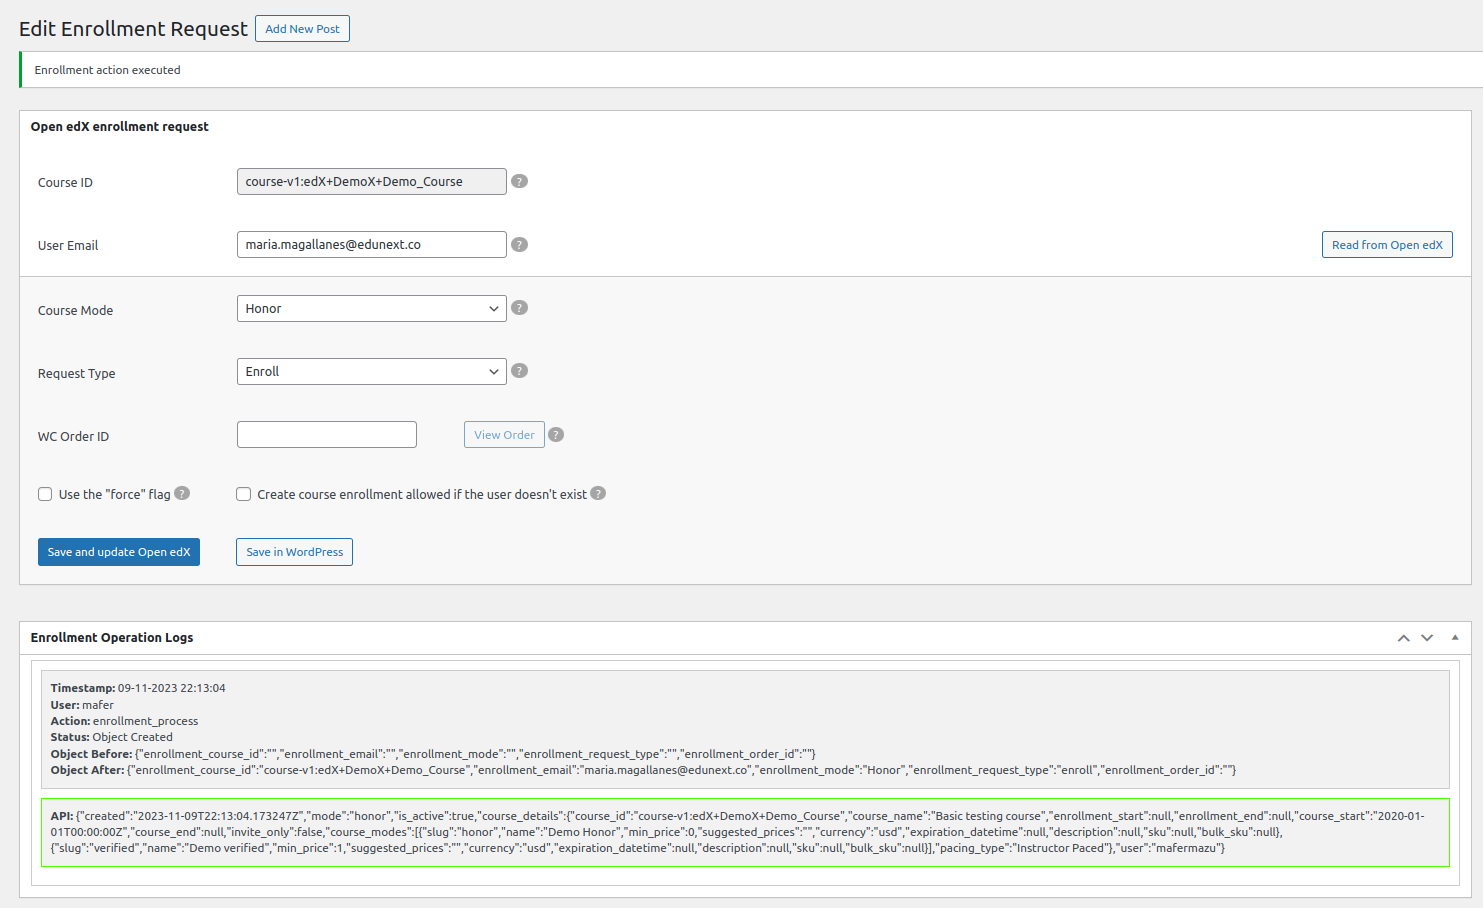 Edit Enrollment Request Add New Post
Enrollment action executed
Open edX enrollment request
Course ID course-v1:edX+DemoX+Demo_Course ?
User Email maria.magallanes@edunext.co ? Read from Open edX
Course Mode Honor ?
Request Type Enroll ?
WC Order ID View Order ?
Use the "force" flag ? Create course enrollment allowed if the user doesn't exist ?
Save and update Open edX Save in WordPress
Enrollment Operation Logs
Timestamp: 09-11-2023 22:13:04
User: mafer
Action: enrollment_process
Status: Object Created
Object Before: {"enrollment_course_id":"","enrollment_email":"","enrollment_mode":"","enrollment_request_type":"","enrollment_order_id":""}
Object After: {"enrollment_course_id":"course-v1:edX+DemoX+Demo_Course","enrollment_email":"maria.magallanes@edunext.co","enrollment_mode":"Honor","enrollment_request_type":"enroll","enrollment_order_id":""}
API: {"created":"2023-11-09T22:13:04.173247Z","mode":"honor","is_active":true,"course_details":{"course_id":"course-v1:edX+DemoX+Demo_Course","course_name":"Basic testing course","enrollment_start":null,"enrollment_end":null,"course_start":"2020-01-
01T00:00:00Z","course_end":null,"invite_only":false,"course_modes":[{"slug":"honor","name":"Demo Honor","min_price":0,"suggested_prices":"","currency":"usd","expiration_datetime":null,"description":null,"sku":null,"bulk_sku":null},
{"slug":"verified","name":"Demo verified","min_price":1,"suggested_prices":"","currency":"usd","expiration_datetime":null,"description":null,"sku":null,"bulk_sku":null}],"pacing_type":"Instructor Paced"},"user":"mafermazu"}